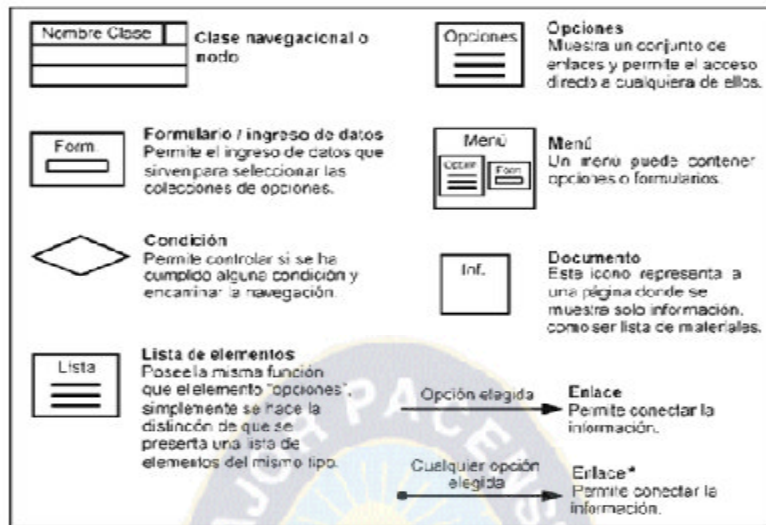 Nombre Clase
Clase navegacional o
nodo
Opciones
Opciones
Muestra un conjunto de
enlaces y permite el acceso
directo a cualquiera de ellos.
Form.
Formulario / ingreso de datos
Permite el ingreso de datos que
sirven para seleccionar las
colecciones de opciones.
Menú
Opción
Form
Menú
Un menú puede contener
opciones o formularios.
Condición
Permite controlar si se ha
cumplido alguna condición y
encaminar la navegación.
Inf.
Documento
Este icono representa a
una página donde se
muestra solo información,
como ser lista de materiales.
Lista
Lista de elementos
Posee la misma función
que el elemento "opciones",
simplemente se hace la
distinción de que se
presenta una lista de
elementos del mismo tipo.
Opción elegida
Enlace
Permite conectar la
información.
Cualquier opción
elegida
Enlace*
Permite conectar la
información.
MAJOR PACENS